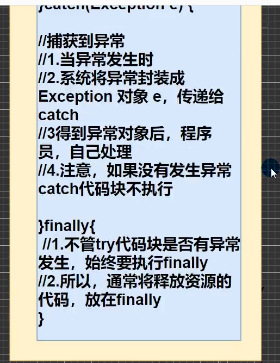 }catch(Exception e) {
//捕获到异常
//1.当异常发生时
//2.系统将异常封装成
Exception 对象 e，传递给
catch
//3得到异常对象后，程序
员，自己处理
//4.注意，如果没有发生异常
catch代码块不执行
}finally{
//1.不管try代码块是否有异常
发生，始终要执行finally
//2.所以，通常将释放资源的
代码，放在finally
}